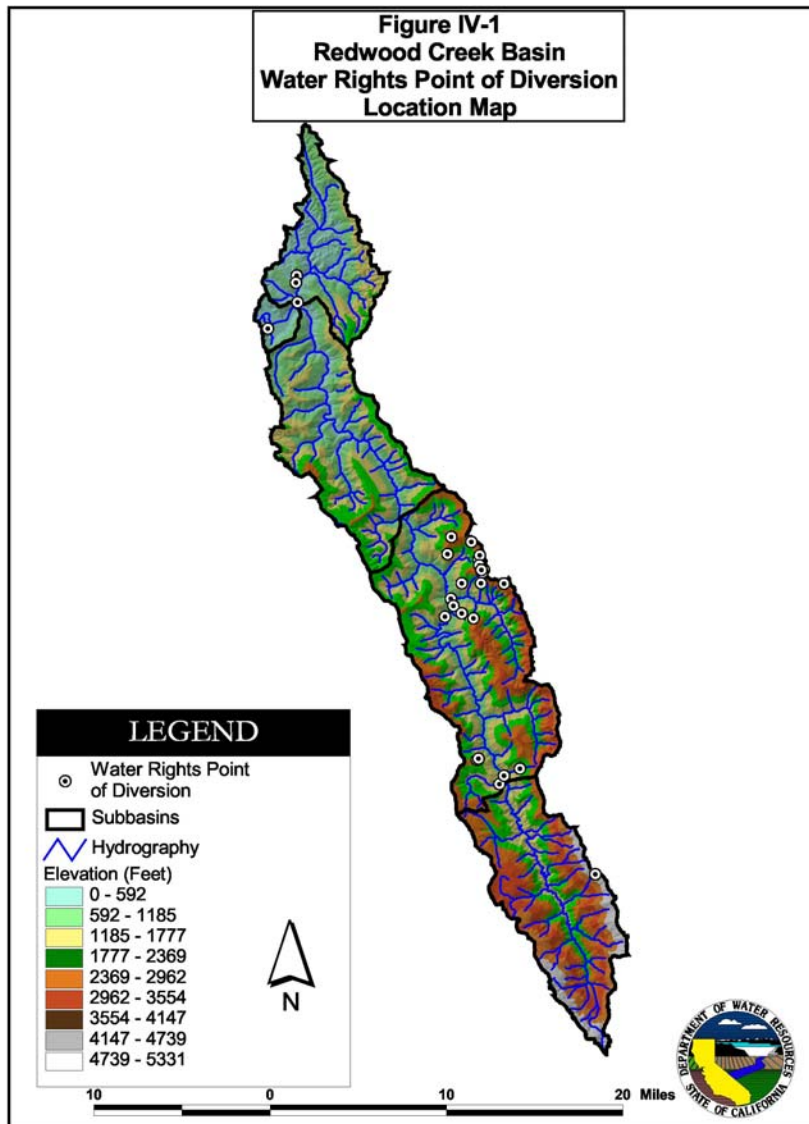 Figure IV-1
Redwood Creek Basin
Water Rights Point of Diversion
Location Map
LEGEND
Water Rights Point
of Diversion
Subbasins
Hydrography
Elevation (Feet)
0 - 592
592 - 1185
1185 - 1777
1777 - 2369
2369 - 2962
2962 - 3554
3554 - 4147
4147 - 4739
4739 - 5331
N
10 0 10 20 Miles
DEPARTMENT OF WATER RESOURCES
STATE OF CALIFORNIA